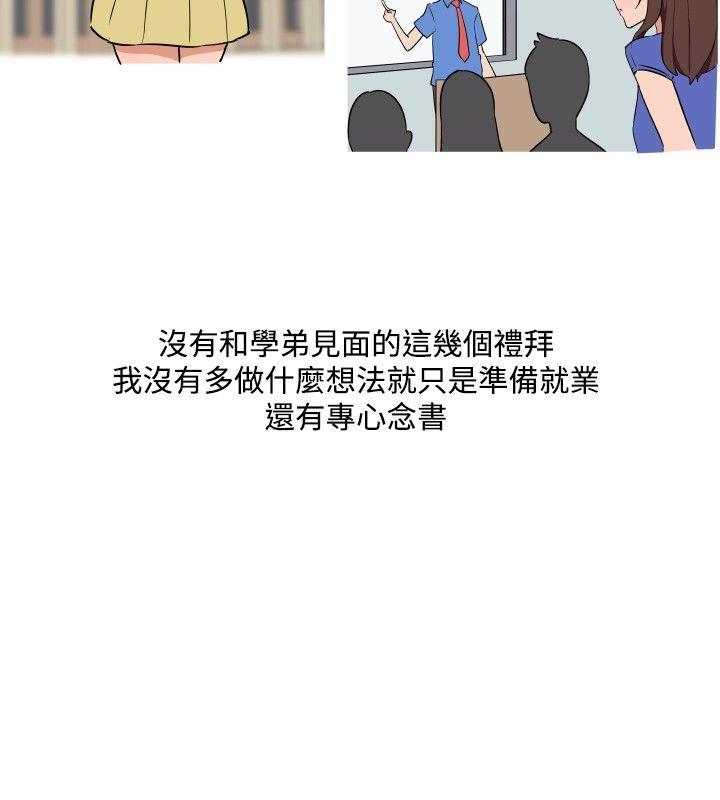 沒有和學弟見面的這幾個禮拜
我沒有多做什麼想法就只是準備就業
還有專心念書